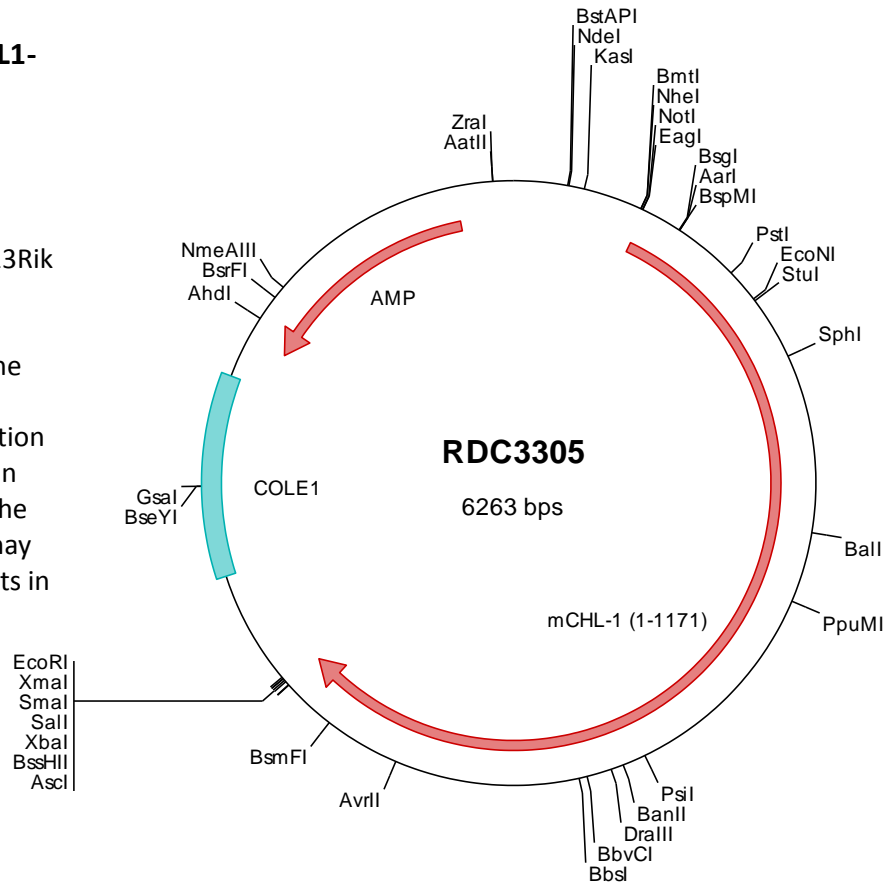 L1-
3Rik
he
tion
n
he
nay
ts in
BstAPI
NdeI
KasI
BmtI
NheI
NotI
EagI
BsgI
AarI
BspMI
PstI
EcoNI
StuI
SphI
BalI
PpuMI
PsiI
BanII
DraIII
BbvCI
BbsI
AvrII
BsmFI
EcoRI
XmaI
SmaI
SalI
XbaI
BssHII
AscI
GsaI
BseYI
AhdI
BsrFI
NmeAIII
ZraI
AatII
AMP
COLE1
RDC3305
6263 bps
mCHL-1 (1-1171)